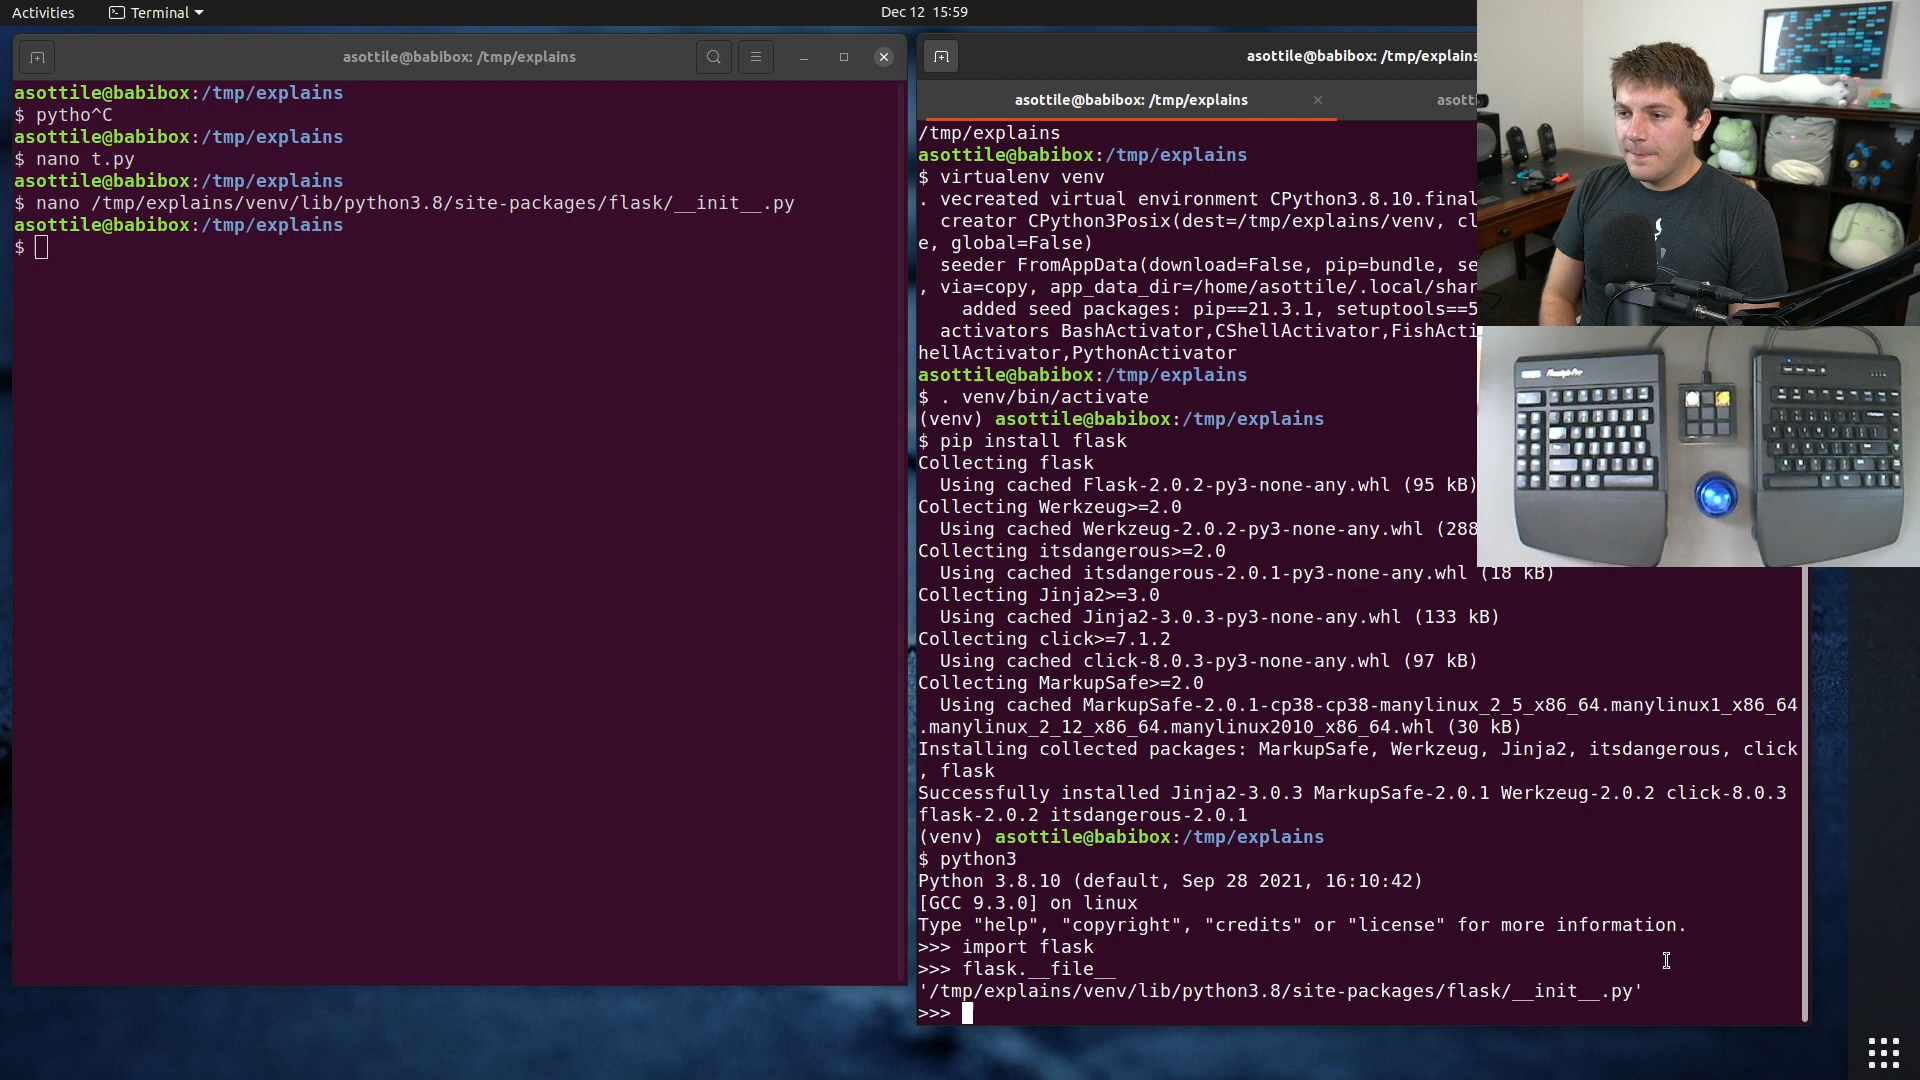 Activities
Terminal
Dec 12 15:59
asottile@babibox: /tmp/explains
asottile@babibox:/tmp/explains
$ pytho^C
asottile@babibox:/tmp/explains
$ nano t.py
asottile@babibox:/tmp/explains
$ nano /tmp/explains/venv/lib/python3.8/site-packages/flask/__init__.py
asottile@babibox:/tmp/explains
$
asottile@babibox: /tmp/explains
asottile@babibox: /tmp/explains
asott
/tmp/explains
asottile@babibox:/tmp/explains
$ virtualenv venv
. vecreated virtual environment CPython3.8.10.final
  creator CPython3Posix(dest=/tmp/explains/venv, cl
e, global=False)
  seeder FromAppData(download=False, pip=bundle, se
, via=copy, app_data_dir=/home/asottile/.local/shar
    added seed packages: pip==21.3.1, setuptools==5
  activators BashActivator,CShellActivator,FishActi
hellActivator,PythonActivator
asottile@babibox:/tmp/explains
$ . venv/bin/activate
(venv) asottile@babibox:/tmp/explains
$ pip install flask
Collecting flask
  Using cached Flask-2.0.2-py3-none-any.whl (95 kB)
Collecting Werkzeug>=2.0
  Using cached Werkzeug-2.0.2-py3-none-any.whl (288
Collecting itsdangerous>=2.0
  Using cached itsdangerous-2.0.1-py3-none-any.whl (18 kB)
Collecting Jinja2>=3.0
  Using cached Jinja2-3.0.3-py3-none-any.whl (133 kB)
Collecting click>=7.1.2
  Using cached click-8.0.3-py3-none-any.whl (97 kB)
Collecting MarkupSafe>=2.0
  Using cached MarkupSafe-2.0.1-cp38-cp38-manylinux_2_5_x86_64.manylinux1_x86_64
.manylinux_2_12_x86_64.manylinux2010_x86_64.whl (30 kB)
Installing collected packages: MarkupSafe, Werkzeug, Jinja2, itsdangerous, click
, flask
Successfully installed Jinja2-3.0.3 MarkupSafe-2.0.1 Werkzeug-2.0.2 click-8.0.3
flask-2.0.2 itsdangerous-2.0.1
(venv) asottile@babibox:/tmp/explains
$ python3
Python 3.8.10 (default, Sep 28 2021, 16:10:42)
[GCC 9.3.0] on linux
Type "help", "copyright", "credits" or "license" for more information.
>>> import flask
>>> flask.__file__
'/tmp/explains/venv/lib/python3.8/site-packages/flask/__init__.py'
>>>